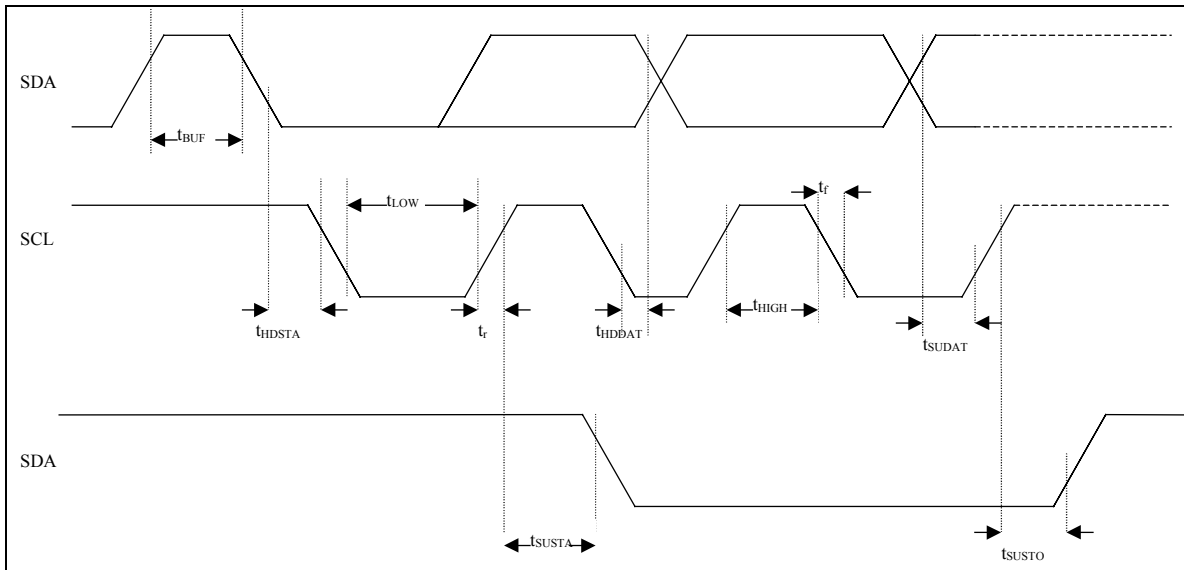 SDA
tBUF
tLOW
tf
SCL
tHDSTA
tr
tHDDAT
tHIGH
tSUDAT
SDA
tSUSTA
tSUSTO